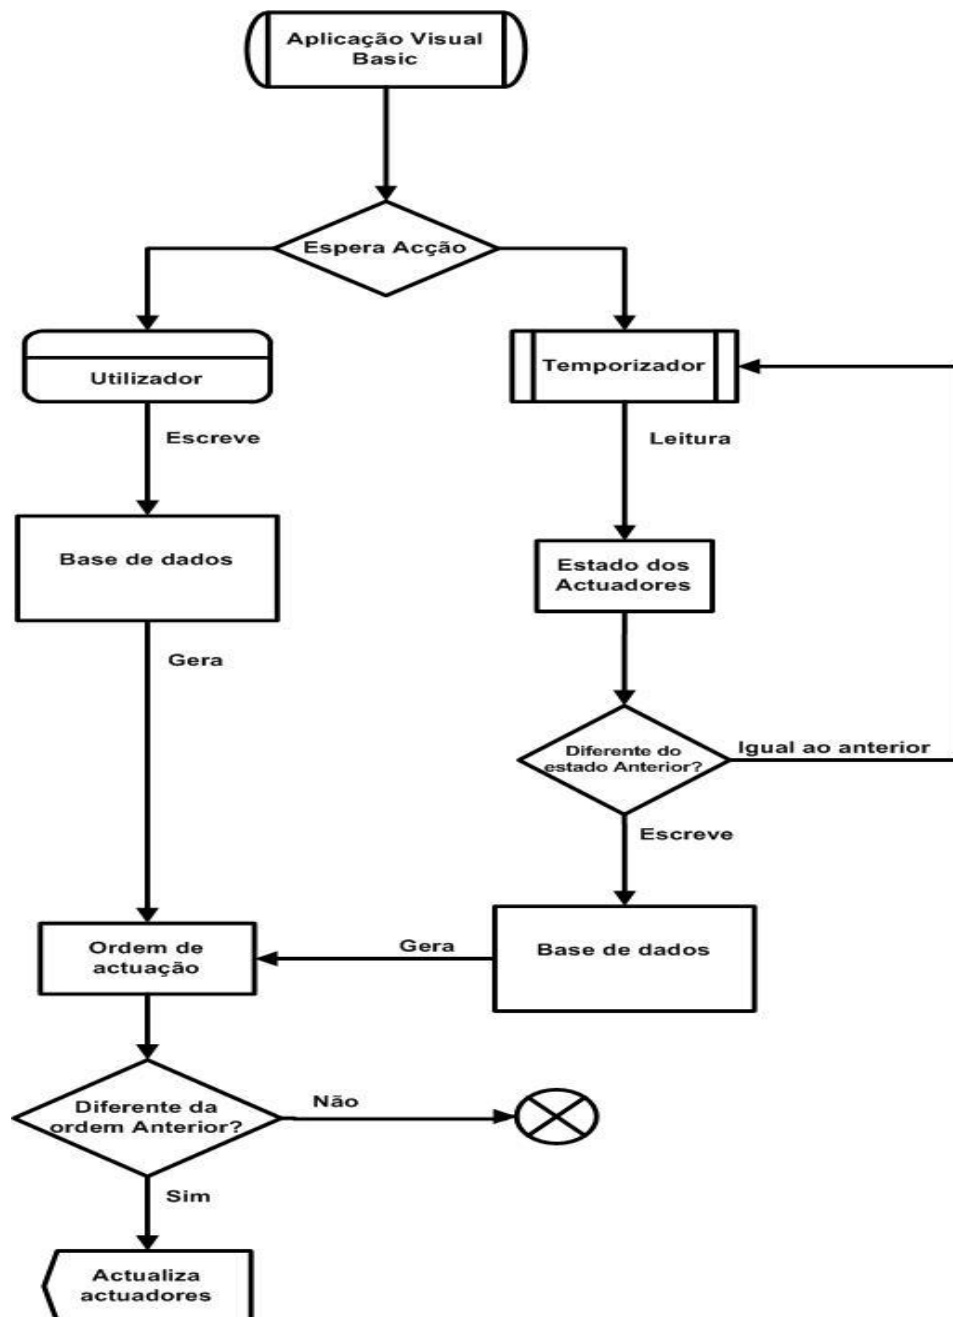 Aplicação Visual
Basic
Espera Acção
Utilizador
Temporizador
Escreve
Leitura
Base de dados
Estado dos
Actuadores
Gera
Diferente do
estado Anterior?
Igual ao anterior
Escreve
Ordem de
actuação
Gera
Base de dados
Diferente da
ordem Anterior?
Não
Sim
Actualiza
actuadores